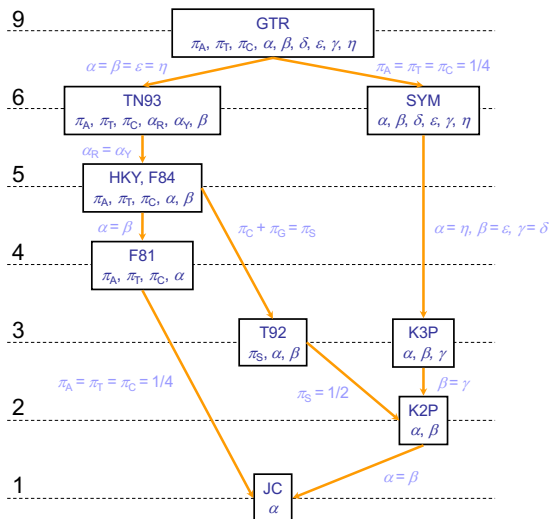 9
GTR
πA, πT, πC, α, β, δ, ε, γ, η
α = β = ε = η
πA = πT = πC = 1/4
6
TN93
πA, πT, πC, αR, αY, β
SYM
α, β, δ, ε, γ, η
αR = αY
5
HKY, F84
πA, πT, πC, α, β
α = β
πC + πG = πS
α = η, β = ε, γ = δ
4
F81
πA, πT, πC, α
3
T92
πS, α, β
K3P
α, β, γ
πA = πT = πC = 1/4
πS = 1/2
β = γ
2
K2P
α, β
α = β
1
JC
α